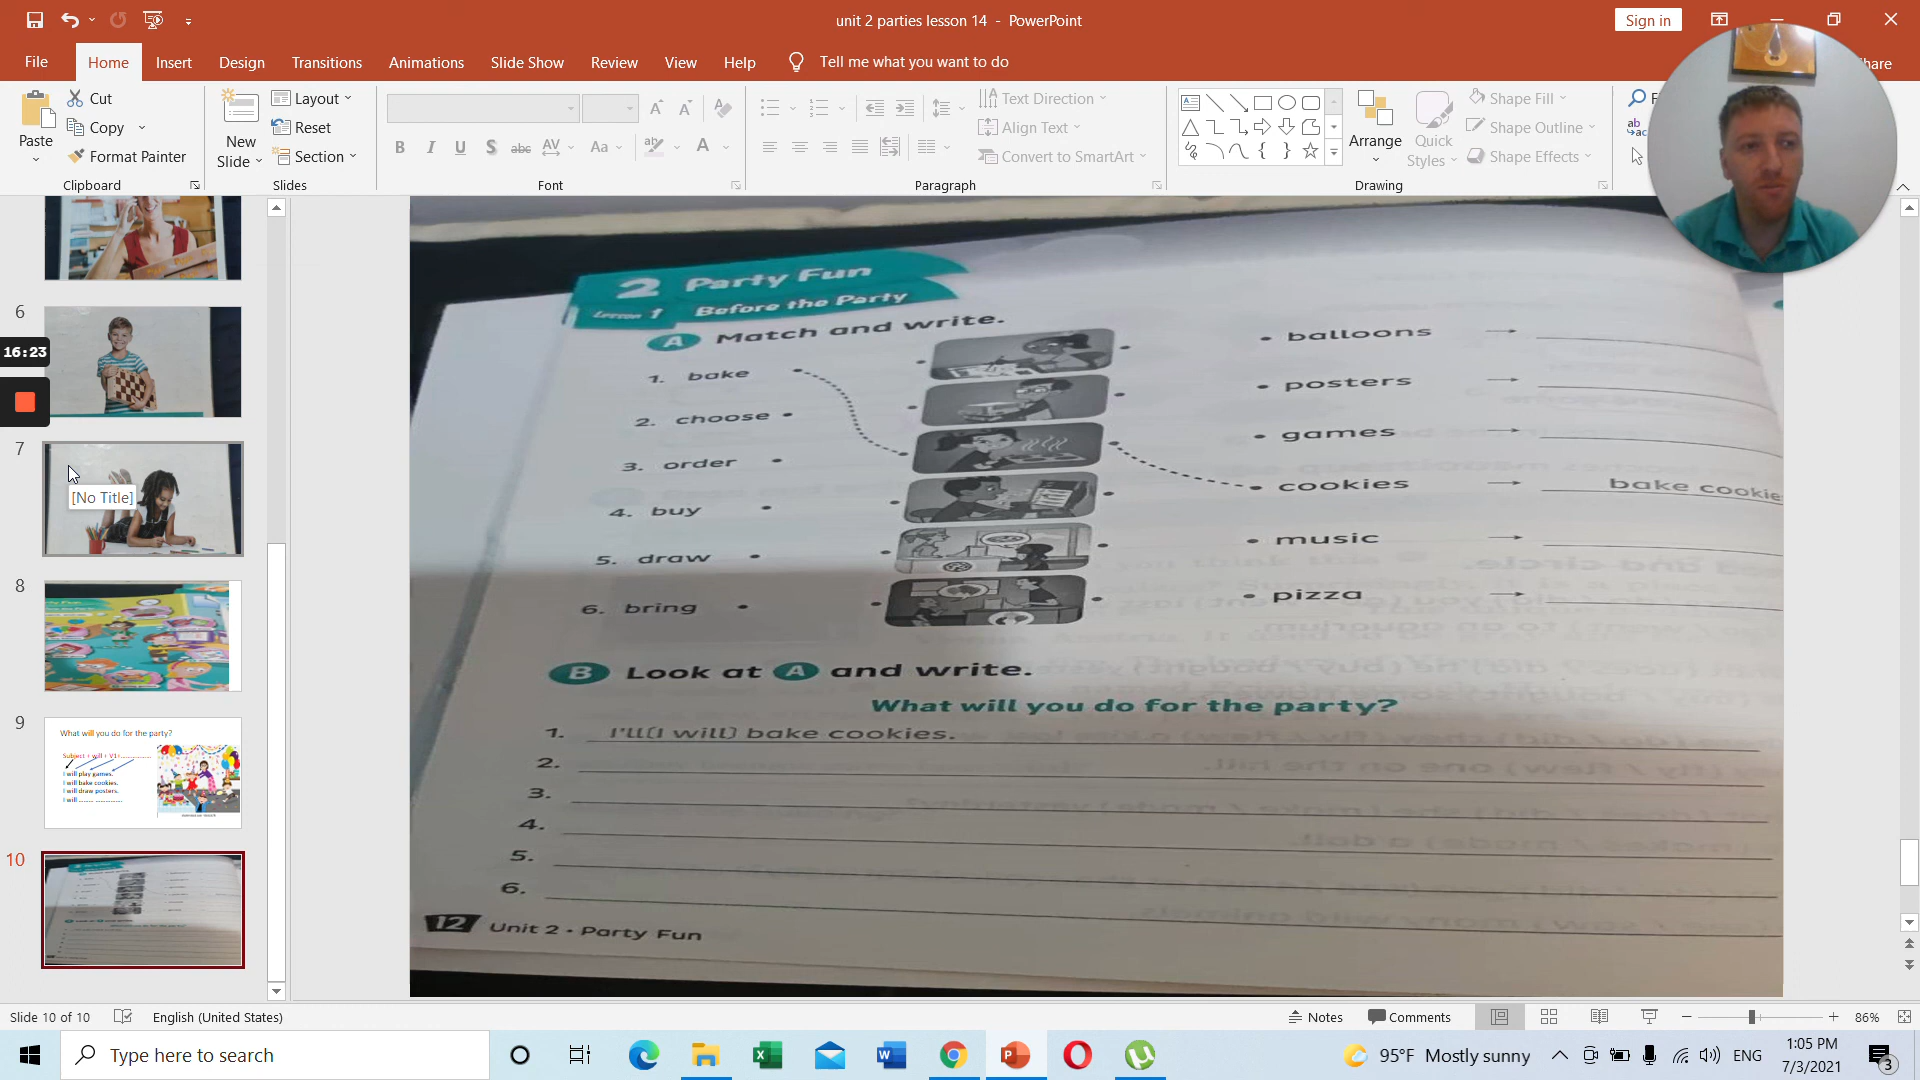 unit 2 parties lesson 14 - PowerPoint
Sign in
File Home Insert Design Transitions Animations Slide Show Review View Help Tell me what you want to do
Paste
Cut
Copy
Format Painter
Clipboard
New Slide
Layout
Reset
Section
Slides
Aa
Font
Text Direction
Align Text
Convert to SmartArt
Paragraph
Arrange
Quick Styles
Shape Fill
Shape Outline
Shape Effects
Drawing
6
16:23
7
[No Title]
8
9
What will you do for the party?
Subject + will + V1+
I will play games.
I will bake cookies.
I will draw posters.
I will
10
2 Party Fun
Lesson 1 Before the Party
A Match and write.
1. bake
2. choose
3. order
4. buy
5. draw
6. bring
balloons
posters
games
cookies
bake cookie
music
pizza
B Look at A and write.
What will you do for the party?
1. I'll(I will) bake cookies.
2.
3.
4.
5.
6.
12 Unit 2 • Party Fun
Slide 10 of 10 English (United States) Notes Comments 86%
Type here to search
95°F Mostly sunny
ENG
1:05 PM
7/3/2021
3